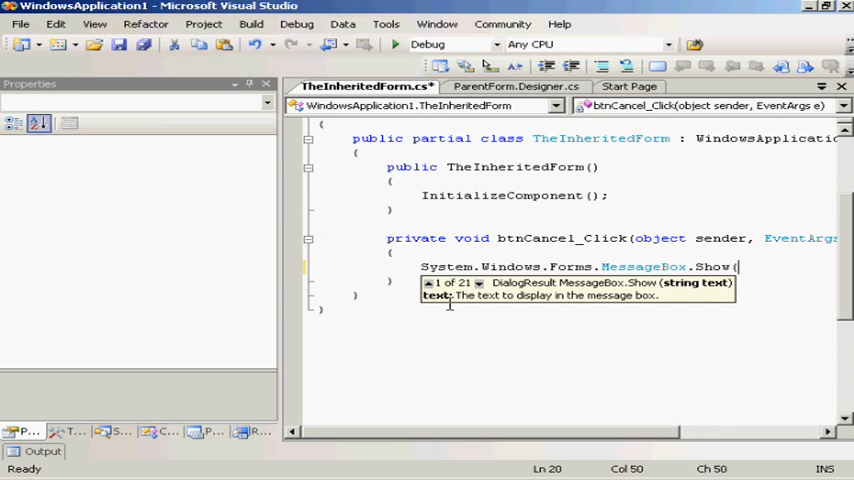 WindowsApplication1 - Microsoft Visual Studio
File Edit View Refactor Project Build Debug Data Tools Window Community Help
Debug Any CPU
Properties
TheInheritedForm.cs* ParentForm.Designer.cs Start Page
WindowsApplication1.TheInheritedForm btnCancel_Click(object sender, EventArgs e)
{
public partial class TheInheritedForm : WindowsApplicatio
{
public TheInheritedForm()
{
InitializeComponent();
}
private void btnCancel_Click(object sender, EventArgs
{
System.Windows.Forms.MessageBox.Show(
1 of 21 DialogResult MessageBox.Show (string text)
text: The text to display in the message box.
}
}
}
P... T... S... C... P... R...
Output
Ready Ln 20 Col 50 Ch 50 INS